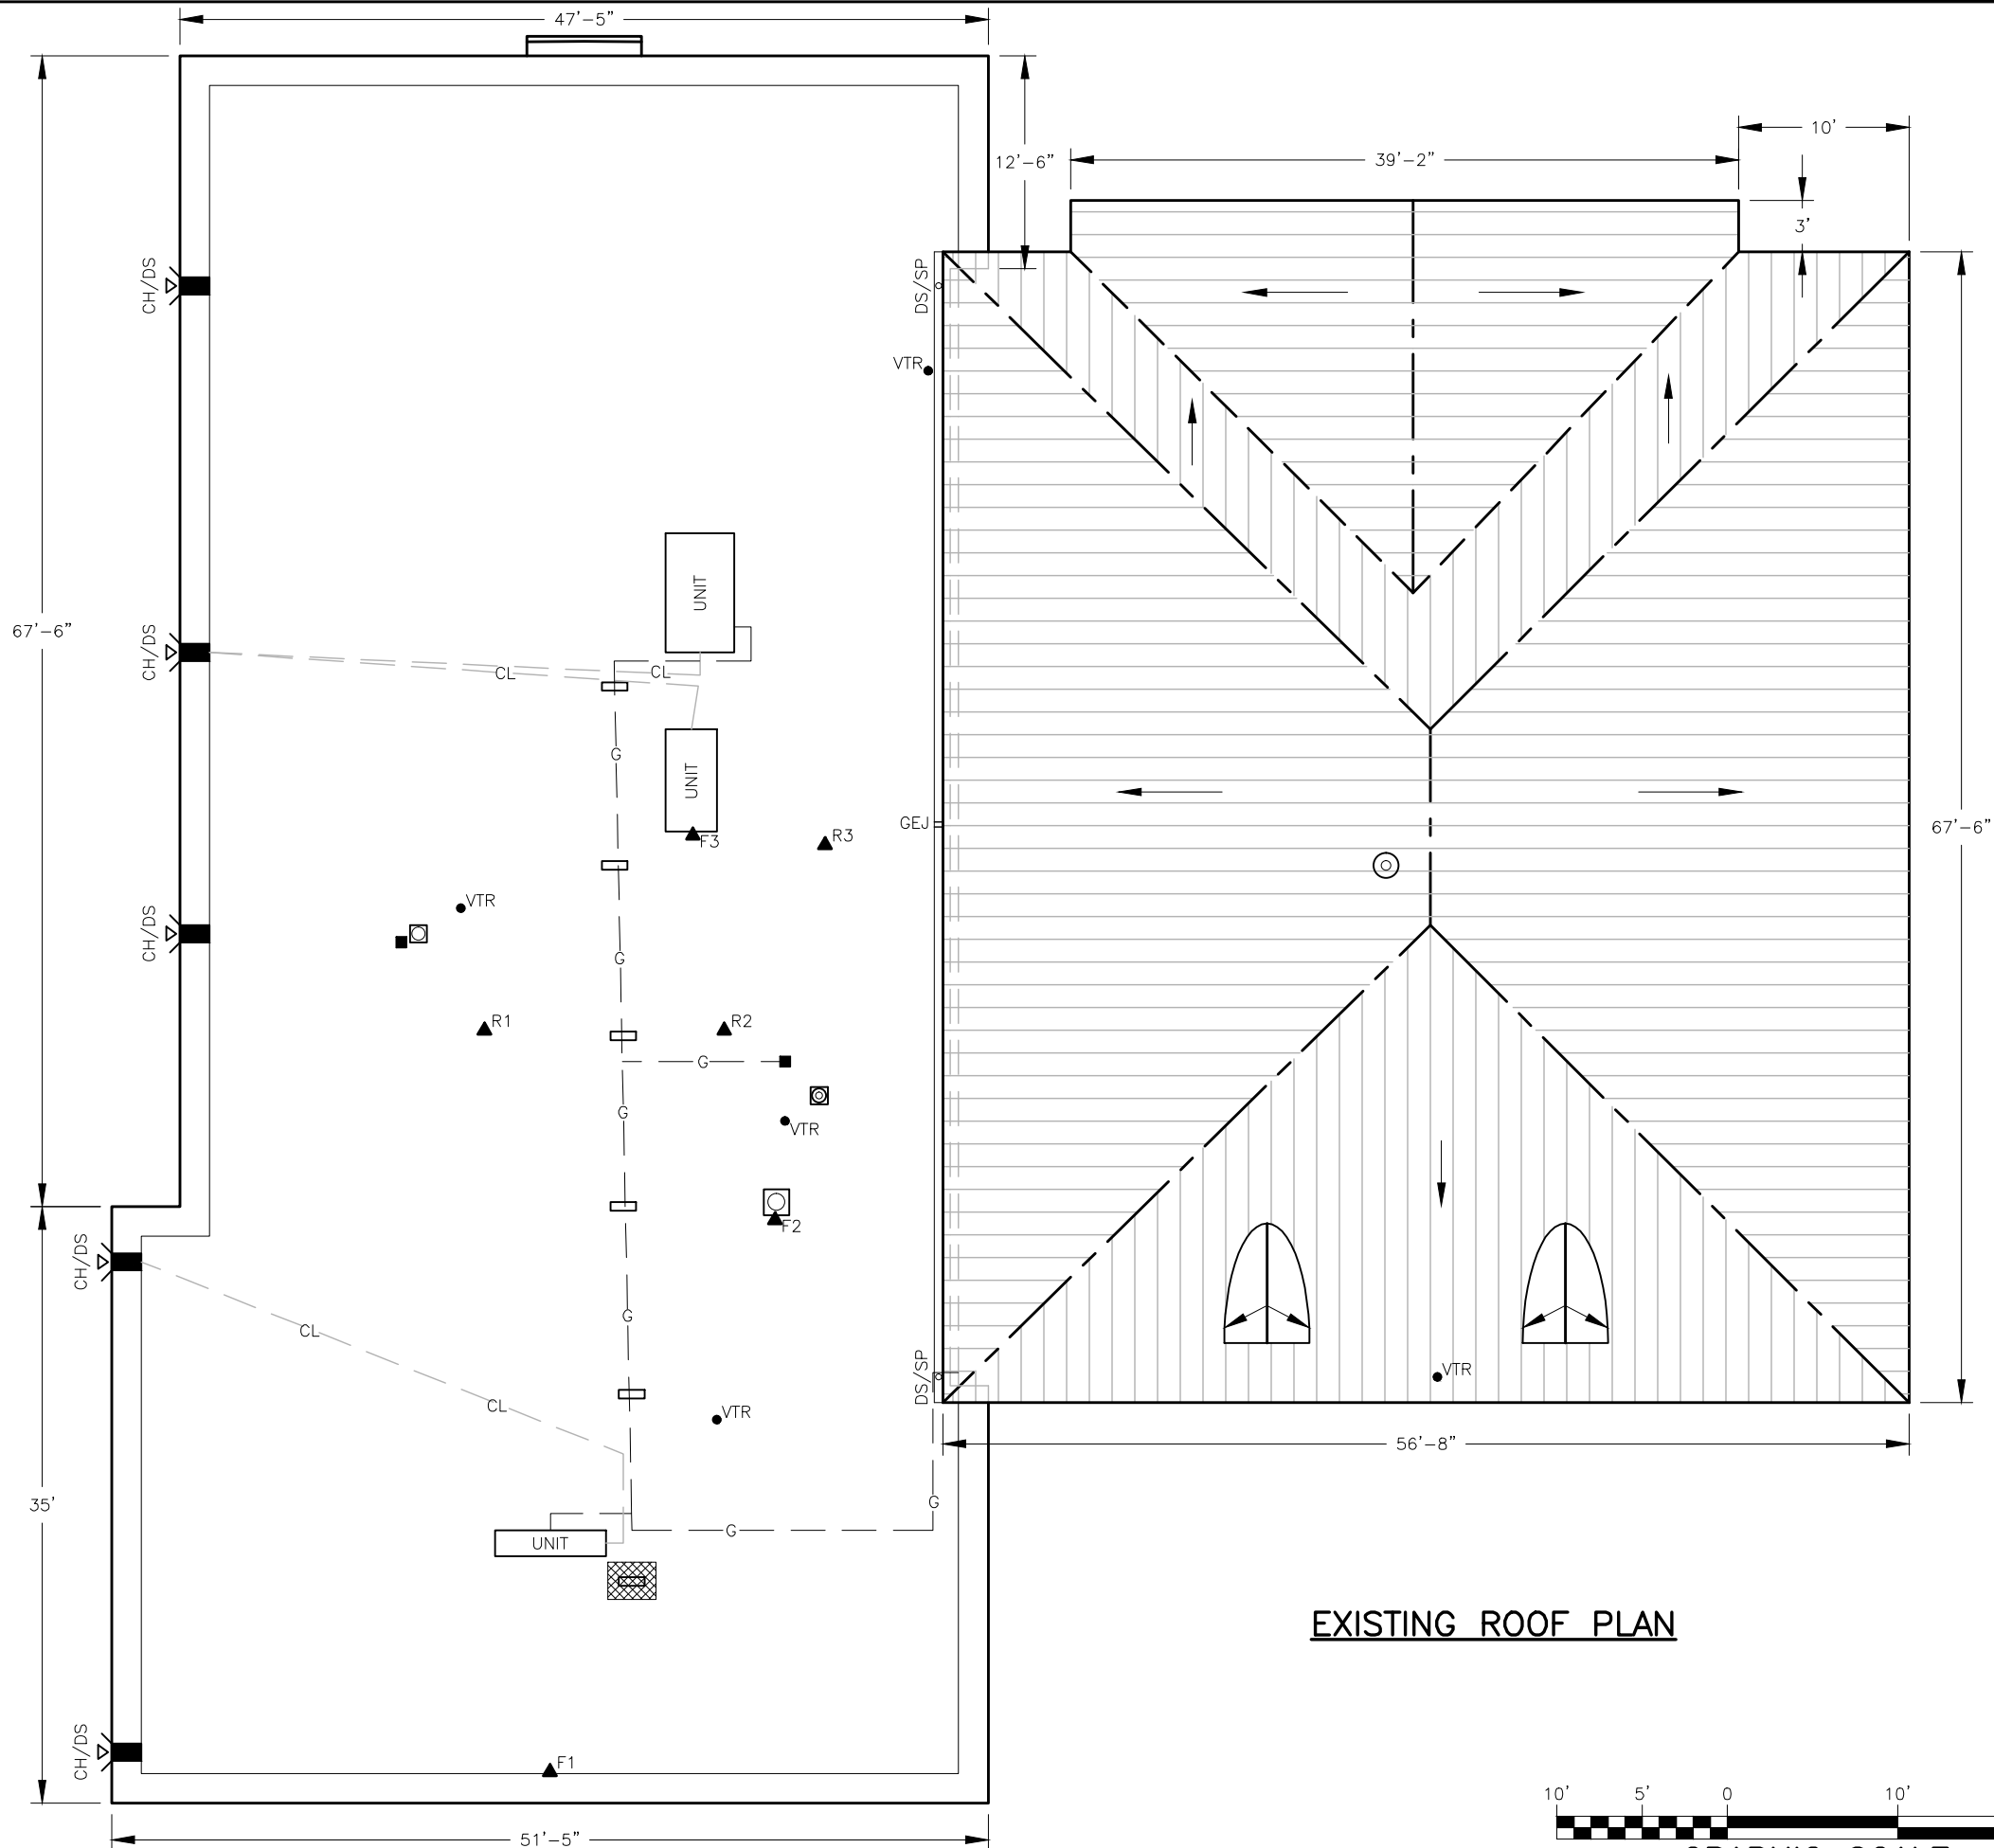 47'-5"
10'
39'-2"
12'-6"
3'
CH/DS
DS/SP
VTR
67'-6"
UNIT
CH/DS
CL
CL
G
UNIT
GEJ
67'-6"
F3
R3
VTR
CH/DS
G
R1
R2
G
G
VTR
F2
CH/DS
G
CL
DS/SP
VTR
CL
VTR
56'-8"
35'
G
G
UNIT
EXISTING ROOF PLAN
CH/DS
F1
10' 5' 0 10'
51'-5"